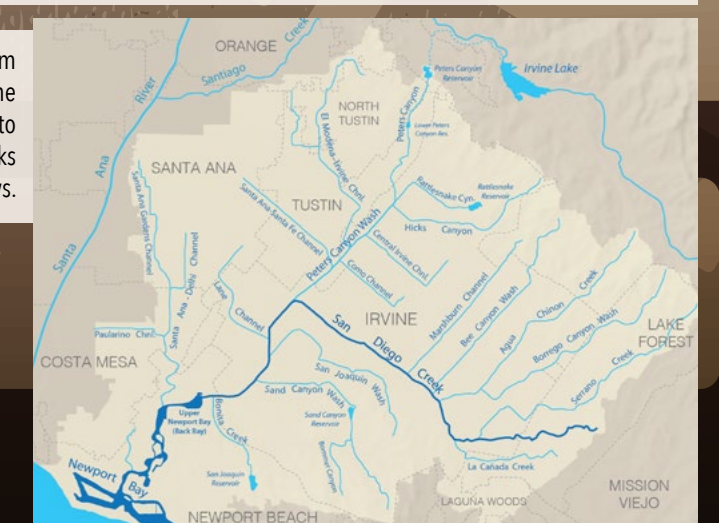 m
ne
to
ks
s.
ORANGE
Santiago
Creek
Santa
Ana
River
Peters Canyon
Reservoir
Irvine Lake
NORTH
TUSTIN
El Modena-Irvine Chnl
Peters Canyon
Lower Peters
Canyon Res.
SANTA ANA
TUSTIN
Santa Ana Gardens Channel
Santa Ana-Santa Fe Channel
Peters Canyon Wash
Rattlesnake Cyn.
Rattlesnake
Reservoir
Hicks Canyon
Central Irvine Chnl
Como Channel
Santa Ana - Delhi Channel
Lane Channel
Paularino Chnl
COSTA MESA
IRVINE
San Diego Creek
Marshburn Channel
Bee Canyon Wash
Agua Chinon Creek
Borrego Canyon Wash
Serrano Creek
LAKE
FOREST
San Joaquin Wash
Sand Canyon Wash
Sand Canyon
Reservoir
Bommer Canyon
Bonita Creek
San Joaquin
Reservoir
Upper
Newport Bay
(Back Bay)
Newport Bay
La Cañada Creek
LAGUNA WOODS
MISSION
VIEJO
NEWPORT BEACH